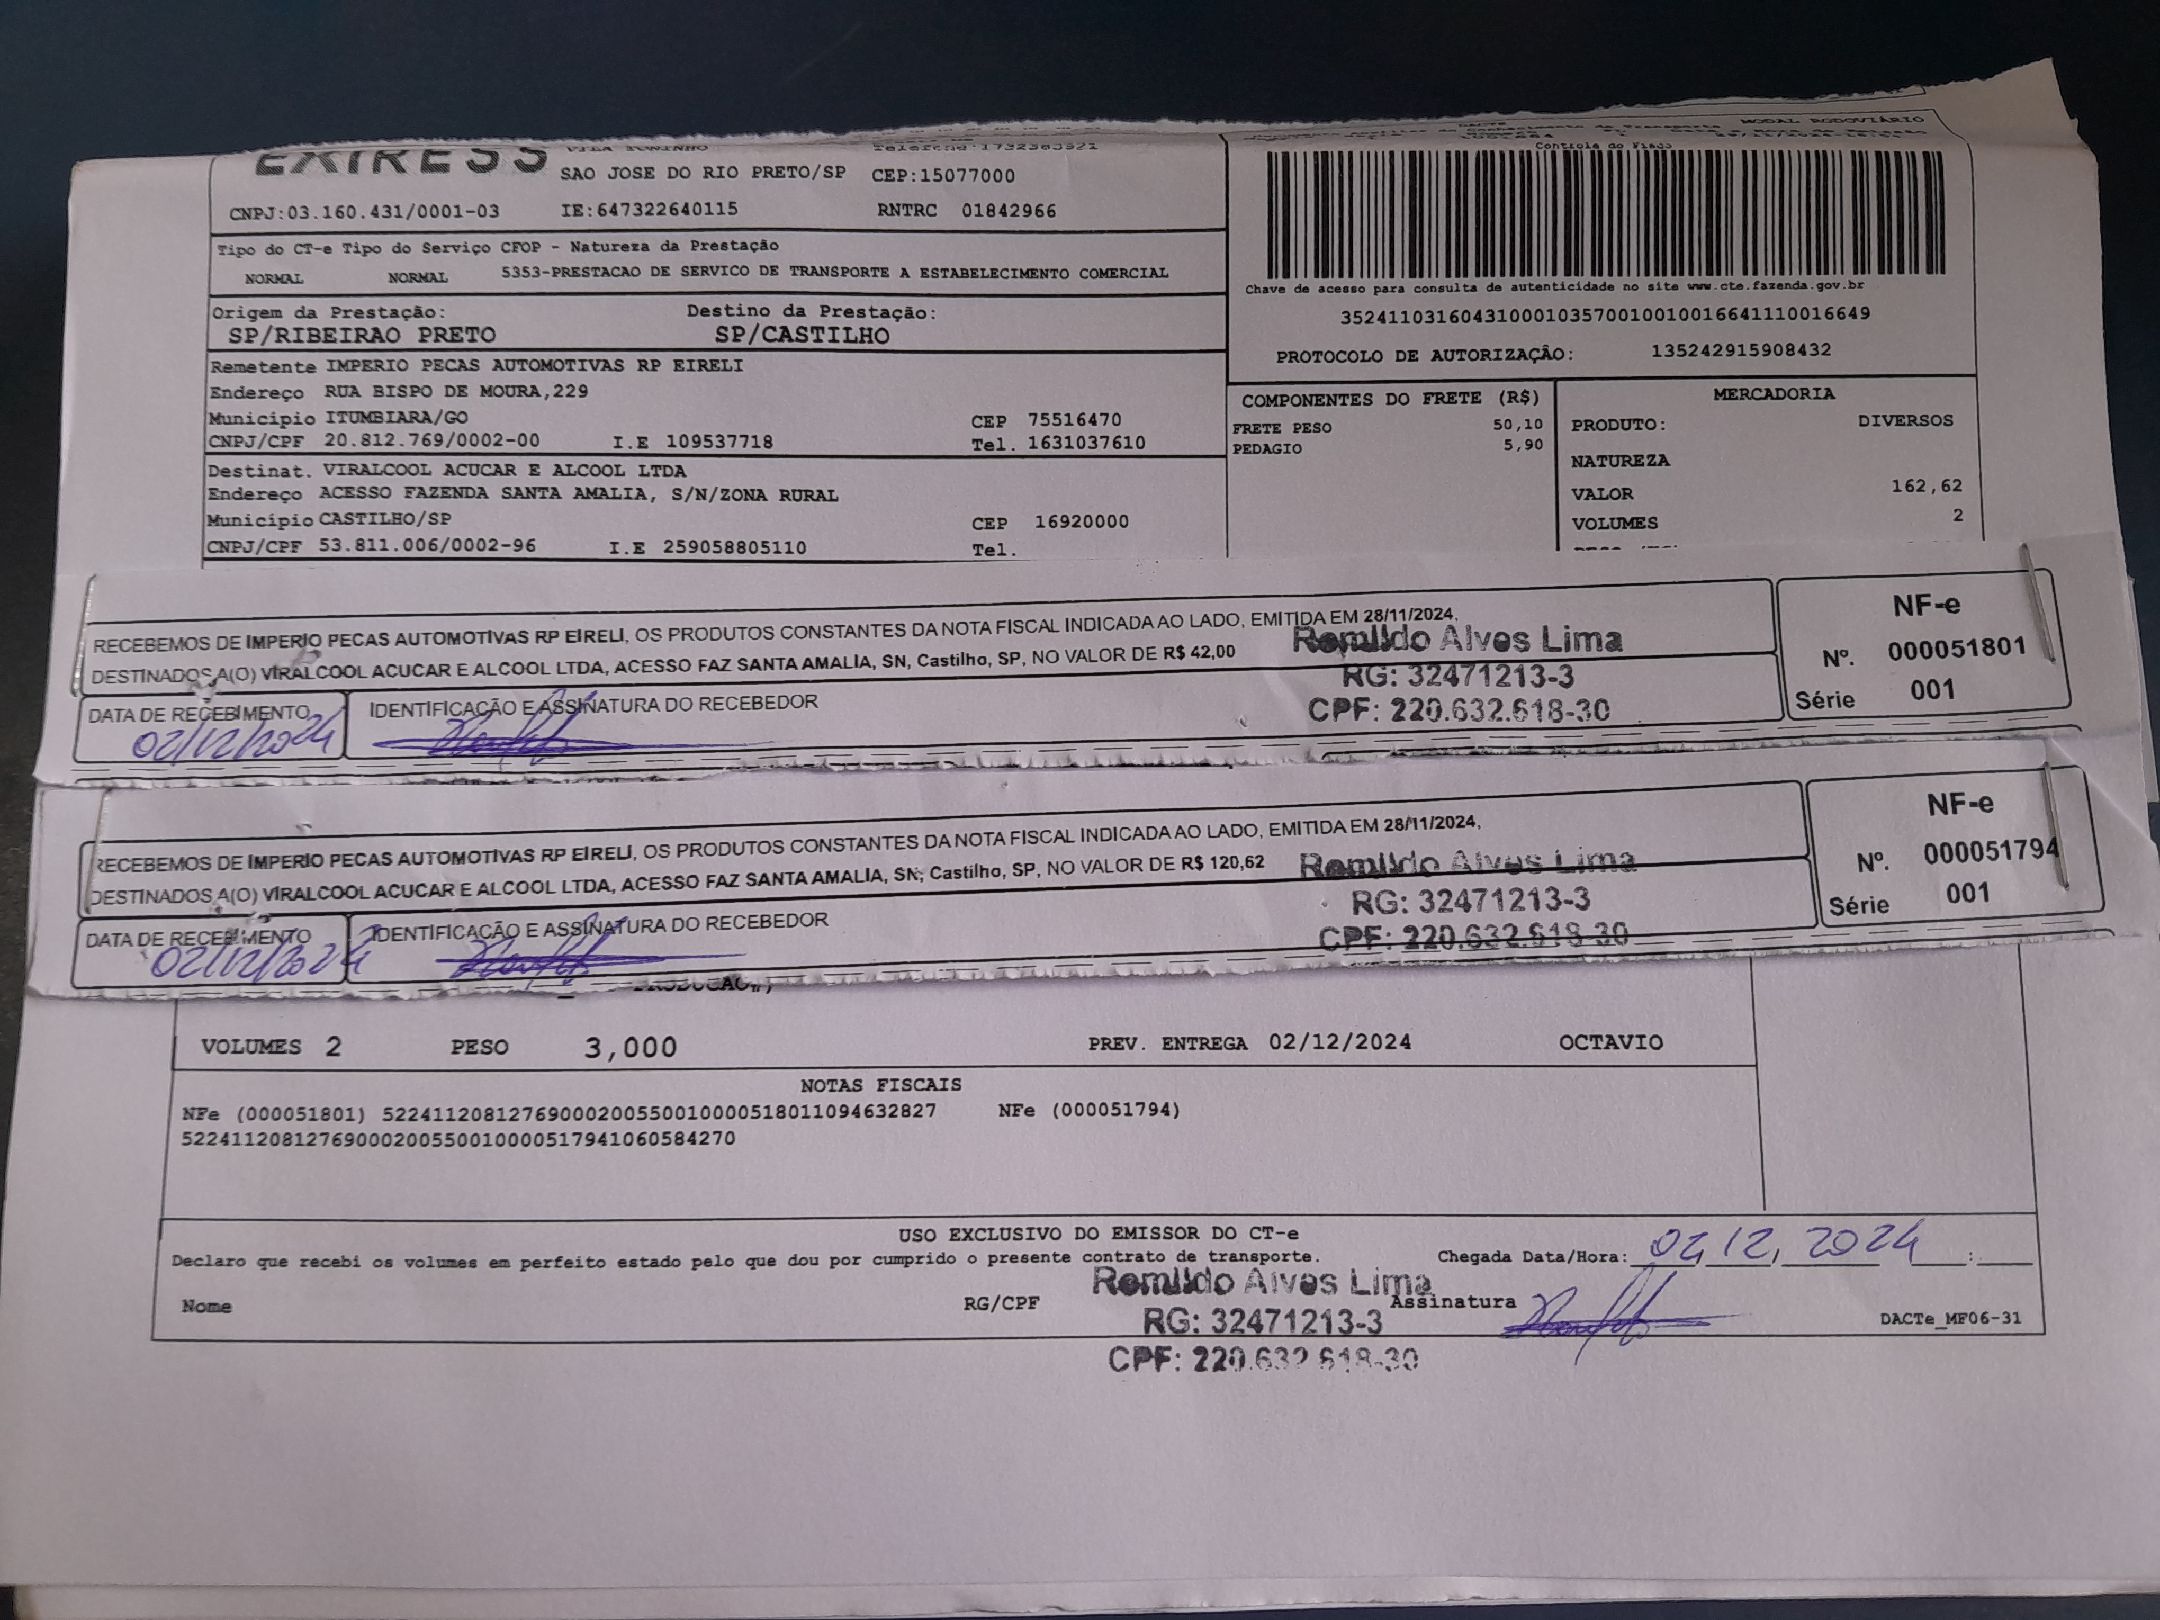 SAO JOSE DO RIO PRETO/SP CEP:15077000
CNPJ:03.160.431/0001-03 IE:647322640115 RNTRC 01842966
Tipo do CT-e Tipo do Serviço CFOP - Natureza da Prestação
NORMAL NORMAL 5353-PRESTACAO DE SERVICO DE TRANSPORTE A ESTABELECIMENTO COMERCIAL
Origem da Prestação: Destino da Prestação:
SP/RIBEIRAO PRETO SP/CASTILHO
Remetente IMPERIO PECAS AUTOMOTIVAS RP EIRELI
Endereço RUA BISPO DE MOURA,229
Município ITUMBIARA/GO CEP 75516470
CNPJ/CPF 20.812.769/0002-00 I.E 109537718 Tel. 1631037610
Destinat. VIRALCOOL ACUCAR E ALCOOL LTDA
Endereço ACESSO FAZENDA SANTA AMALIA, S/N/ZONA RURAL
Município CASTILHO/SP CEP 16920000
CNPJ/CPF 53.811.006/0002-96 I.E 259058805110 Tel.
MODAL RODOVIÁRIO
Controle do Fisco
Chave de acesso para consulta de autenticidade no site www.cte.fazenda.gov.br
35241103160431000103570010010016641110016649
PROTOCOLO DE AUTORIZAÇÃO: 135242915908432
COMPONENTES DO FRETE (R$)
FRETE PESO 50,10
PEDAGIO 5,90
MERCADORIA
PRODUTO: DIVERSOS
NATUREZA
VALOR 162,62
VOLUMES 2
RECEBEMOS DE IMPERIO PECAS AUTOMOTIVAS RP EIRELI, OS PRODUTOS CONSTANTES DA NOTA FISCAL INDICADA AO LADO, EMITIDA EM 28/11/2024,
DESTINADOS A(O) VIRALCOOL ACUCAR E ALCOOL LTDA, ACESSO FAZ SANTA AMALIA, SN, Castilho, SP, NO VALOR DE R$ 42,00
Romildo Alves Lima
RG: 32471213-3
CPF: 220.632.618-30
DATA DE RECEBIMENTO
02/12/2024
IDENTIFICAÇÃO E ASSINATURA DO RECEBEDOR
NF-e
Nº. 000051801
Série 001
RECEBEMOS DE IMPERIO PECAS AUTOMOTIVAS RP EIRELI, OS PRODUTOS CONSTANTES DA NOTA FISCAL INDICADA AO LADO, EMITIDA EM 28/11/2024,
DESTINADOS A(O) VIRALCOOL ACUCAR E ALCOOL LTDA, ACESSO FAZ SANTA AMALIA, SN, Castilho, SP, NO VALOR DE R$ 120,62
Romildo Alves Lima
RG: 32471213-3
CPF: 220.632.618-30
DATA DE RECEBIMENTO
02/12/2024
IDENTIFICAÇÃO E ASSINATURA DO RECEBEDOR
NF-e
Nº. 000051794
Série 001
VOLUMES 2 PESO 3,000 PREV. ENTREGA 02/12/2024 OCTAVIO
NOTAS FISCAIS
NFe (000051801) 52241120812769000200550010000518011094632827 NFe (000051794)
52241120812769000200550010000517941060584270
USO EXCLUSIVO DO EMISSOR DO CT-e
Declaro que recebi os volumes em perfeito estado pelo que dou por cumprido o presente contrato de transporte. Chegada Data/Hora: 02 12, 2024 :
Nome RG/CPF Assinatura
Romildo Alves Lima
RG: 32471213-3
CPF: 220.632.618-30
DACTe_MF06-31